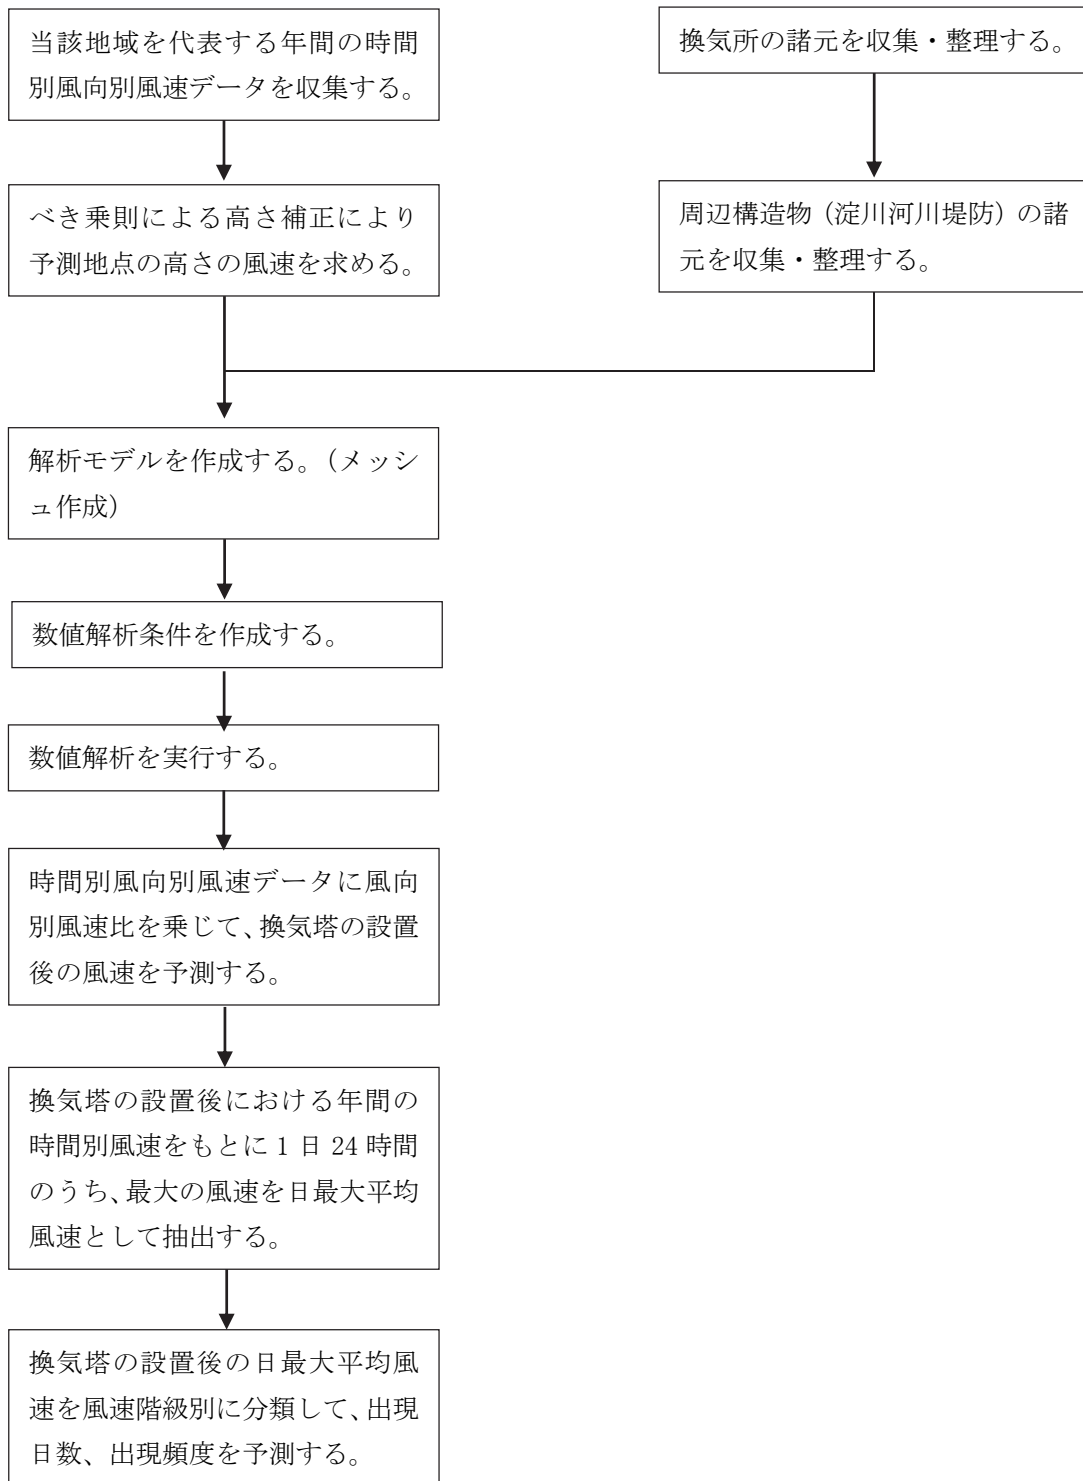 当該地域を代表する年間の時間
別風向別風速データを収集する。
べき乗則による高さ補正により
予測地点の高さの風速を求める。
換気所の諸元を収集・整理する。
周辺構造物（淀川河川堤防）の諸
元を収集・整理する。
解析モデルを作成する。（メッシ
ュ作成）
数値解析条件を作成する。
数値解析を実行する。
時間別風向別風速データに風向
別風速比を乗じて、換気塔の設置
後の風速を予測する。
換気塔の設置後における年間の
時間別風速をもとに 1 日 24 時間
のうち、最大の風速を日最大平均
風速として抽出する。
換気塔の設置後の日最大平均風
速を風速階級別に分類して、出現
日数、出現頻度を予測する。